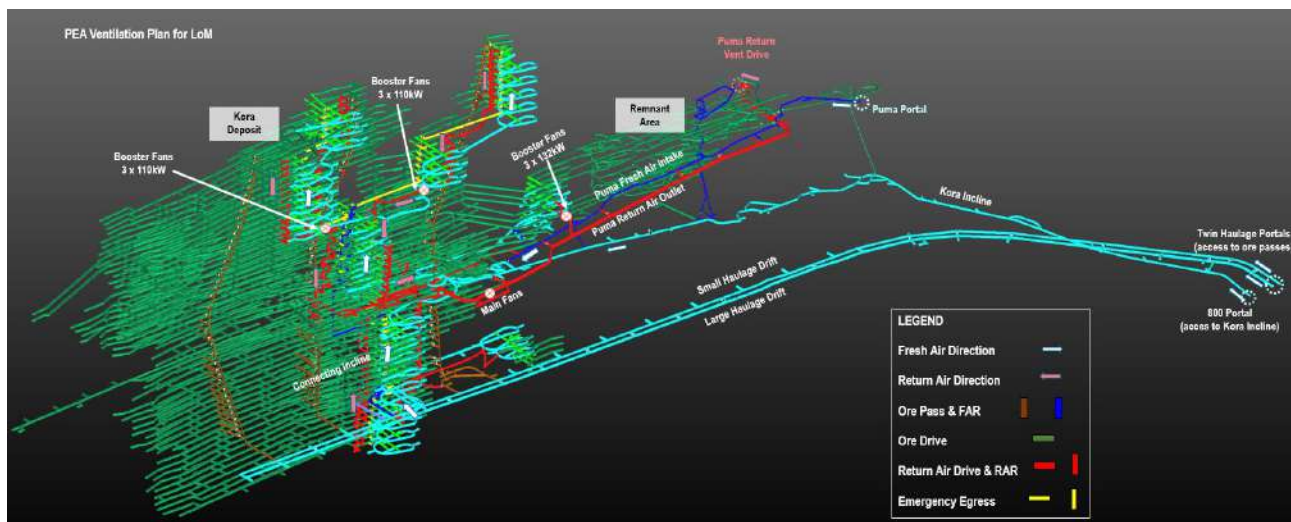 PEA Ventilation Plan for LoM
Puma Return
Vent Drive
Booster Fans
3 x 110kW
Kora
Deposit
Booster Fans
3 x 110kW
Booster Fans
3 x 132kW
Remnant
Area
Puma Portal
Puma Fresh Air Intake
Puma Return Air Outlet
Kora Incline
Twin Haulage Portals
(access to ore passes
Small Haulage Drift
Large Haulage Drift
Main Fans
800 Portal
(acces to Kora Incline)
Connecting Incline
LEGEND
Fresh Air Direction
Return Air Direction
Ore Pass & FAR
Ore Drive
Return Air Drive & RAR
Emergency Egress